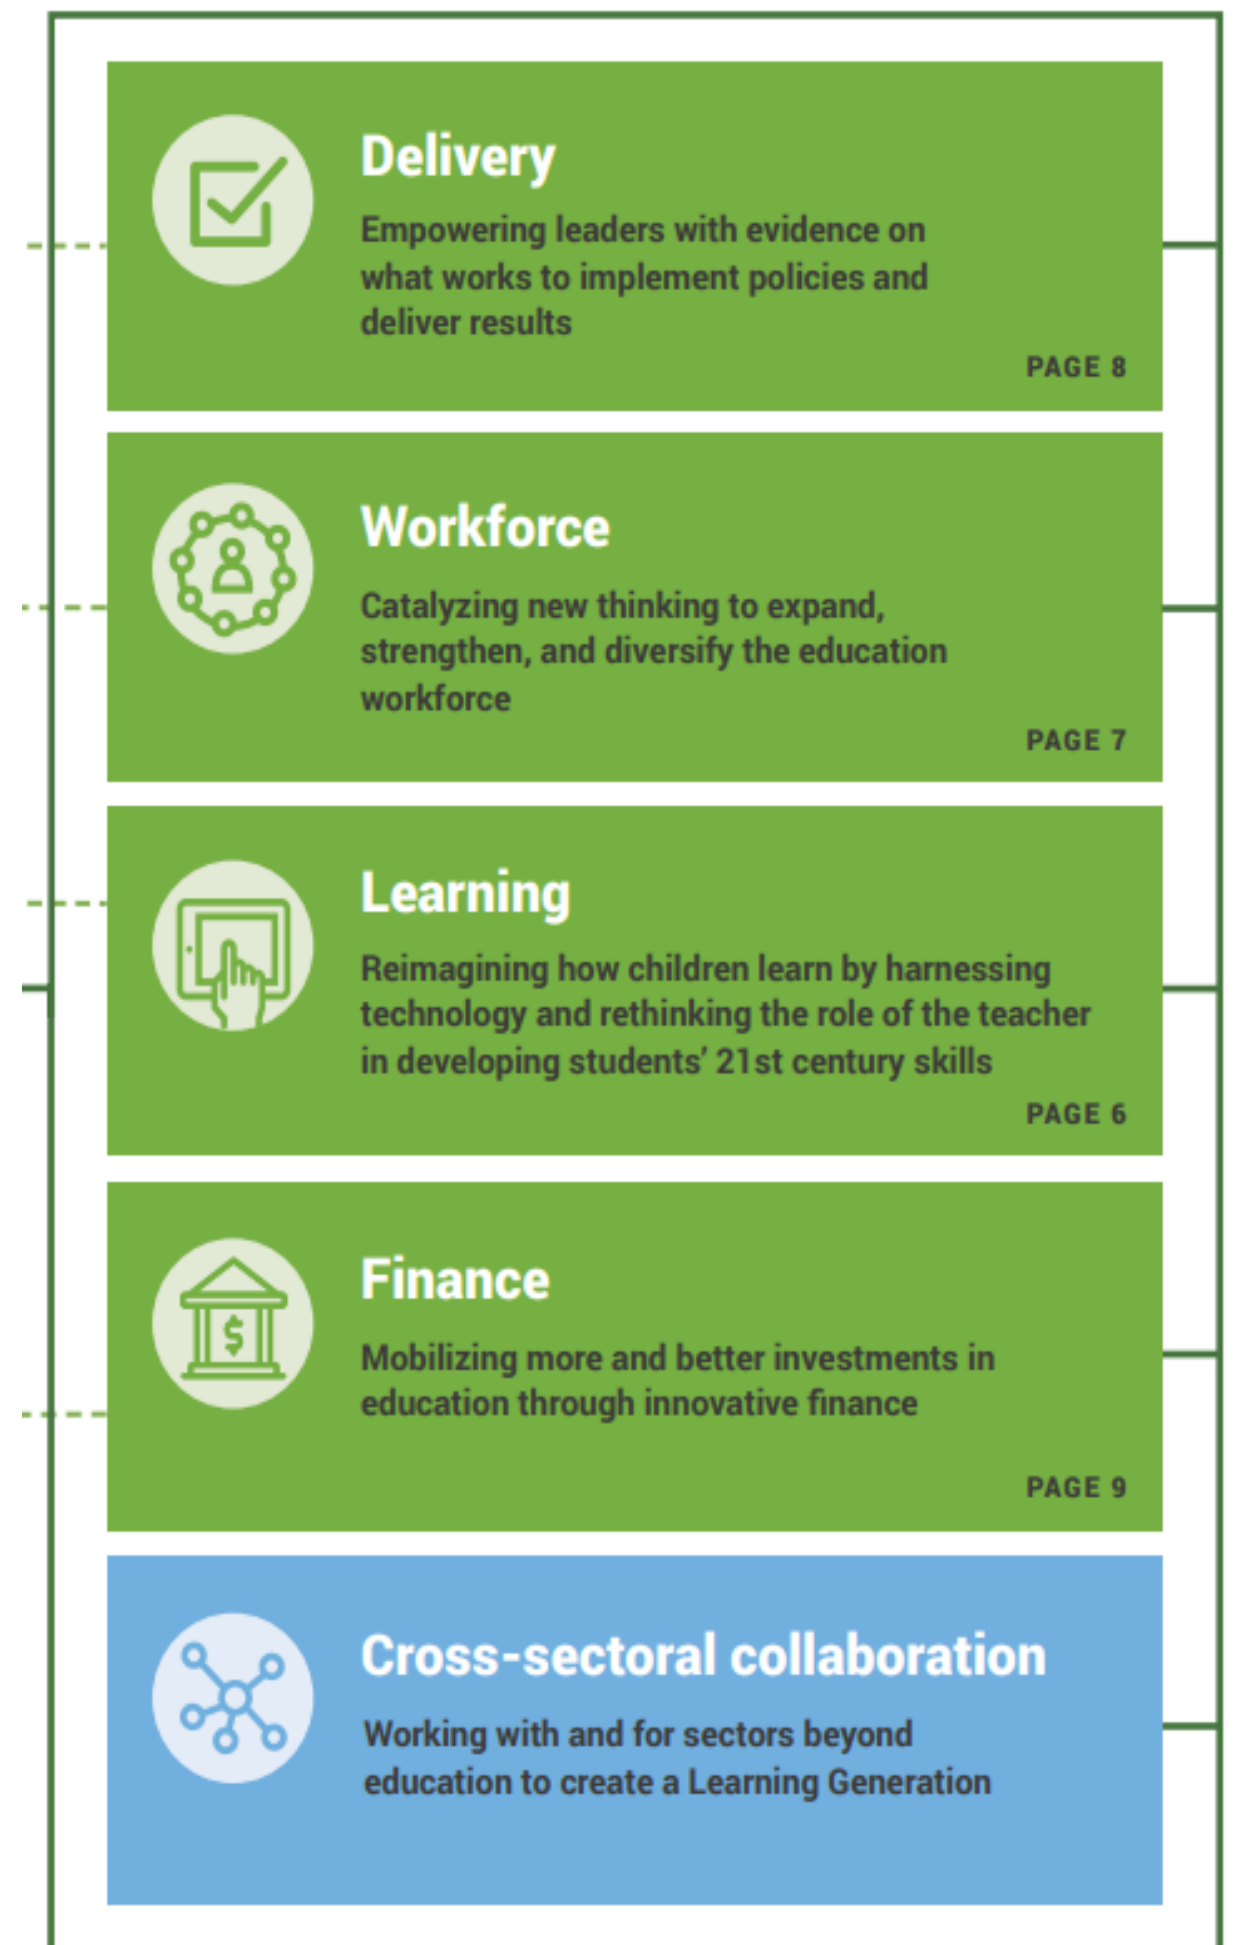 Delivery
Empowering leaders with evidence on
what works to implement policies and
deliver results
PAGE 8
Workforce
Catalyzing new thinking to expand,
strengthen, and diversify the education
workforce
PAGE 7
Learning
Reimagining how children learn by harnessing
technology and rethinking the role of the teacher
in developing students’ 21st century skills
PAGE 6
Finance
$
Mobilizing more and better investments in
education through innovative finance
PAGE 9
Cross-sectoral collaboration
Working with and for sectors beyond
education to create a Learning Generation